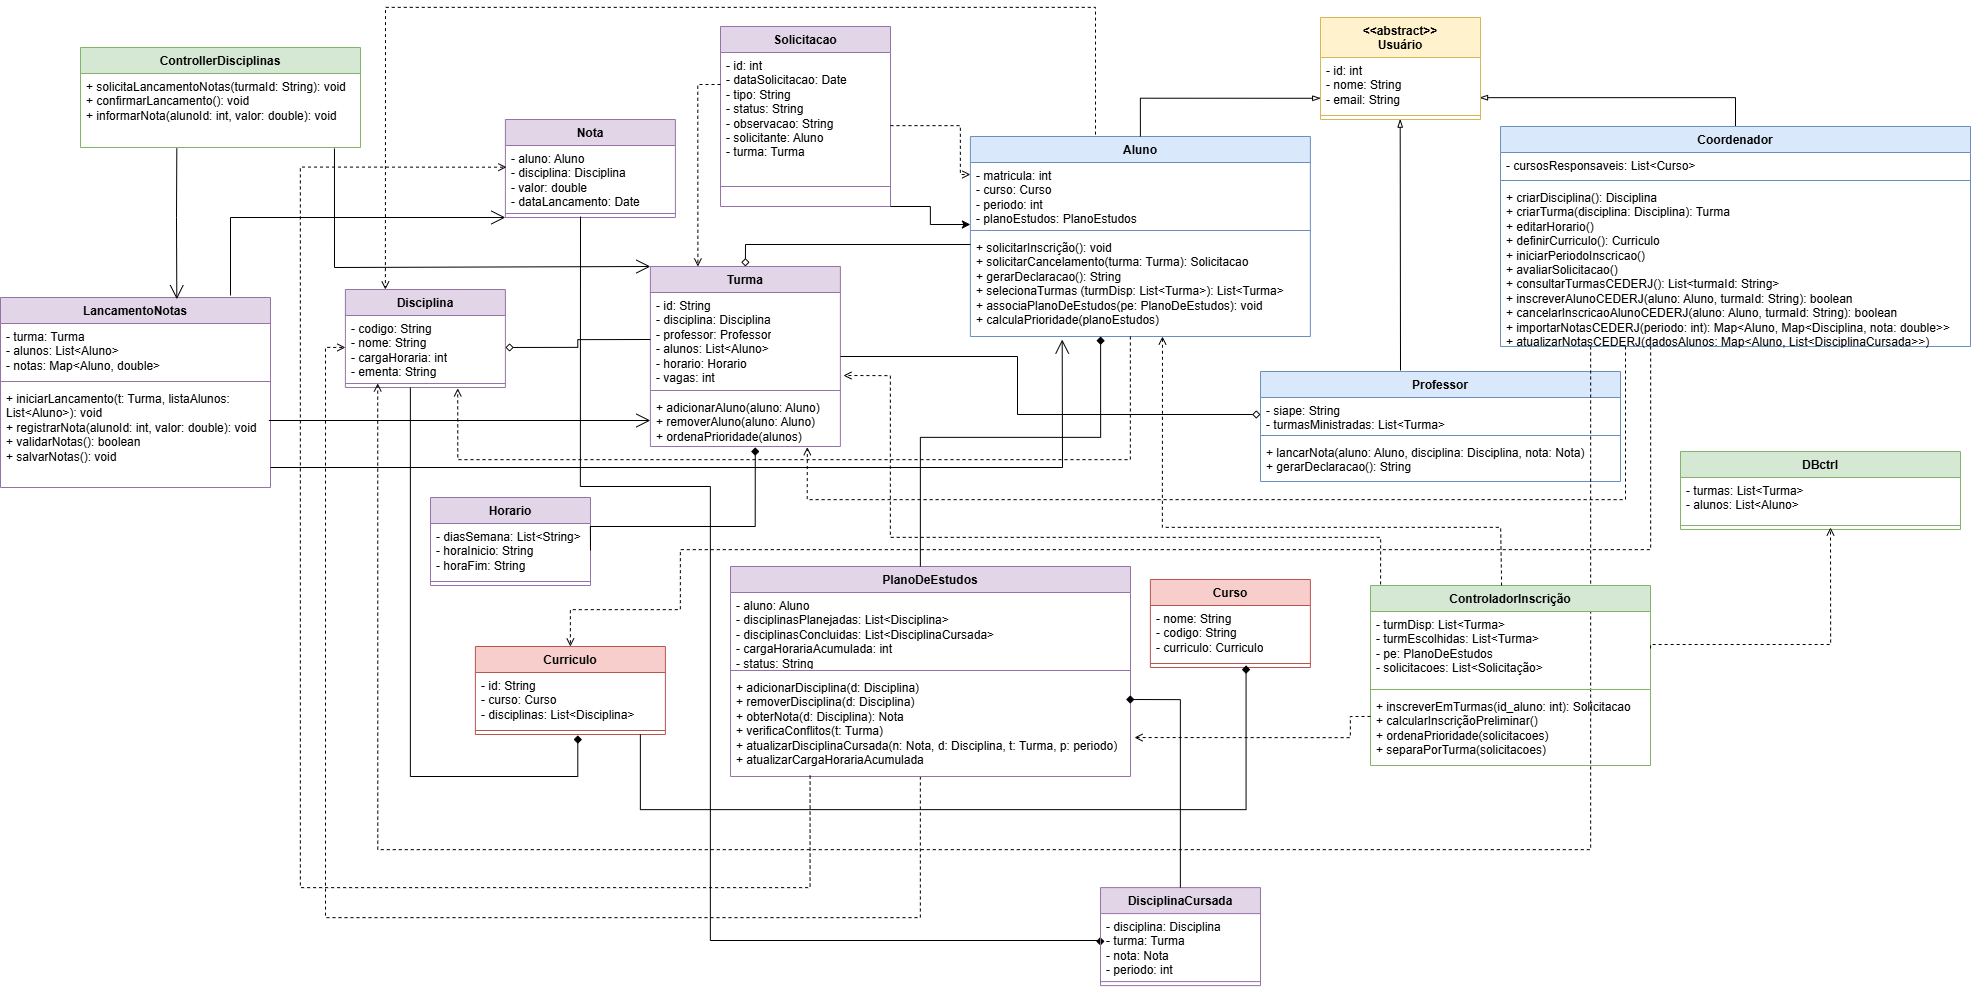 ControllerDisciplinas
+ solicitaLancamentoNotas(turmaId: String): void
+ confirmarLancamento(): void
+ informarNota(alunoId: int, valor: double): void
Nota
- aluno: Aluno
- disciplina: Disciplina
- valor: double
- dataLancamento: Date
Solicitacao
- id: int
- dataSolicitacao: Date
- tipo: String
- status: String
- observacao: String
- solicitante: Aluno
- turma: Turma
<<abstract>>
Usuário
- id: int
- nome: String
- email: String
Aluno
- matricula: int
- curso: Curso
- periodo: int
- planoEstudos: PlanoEstudos
+ solicitarInscrição(): void
+ solicitarCancelamento(turma: Turma): Solicitacao
+ gerarDeclaracao(): String
+ selecionaTurmas (turmDisp: List<Turma>): List<Turma>
+ associaPlanoDeEstudos(pe: PlanoDeEstudos): void
+ calculaPrioridade(planoEstudos)
Coordenador
- cursosResponsaveis: List<Curso>
+ criarDisciplina(): Disciplina
+ criarTurma(disciplina: Disciplina): Turma
+ editarHorario()
+ definirCurriculo(): Curriculo
+ iniciarPeriodoInscricao()
+ avaliarSolicitacao()
+ consultarTurmasCEDERJ(): List<turmaId: String>
+ inscreverAlunoCEDERJ(aluno: Aluno, turmaId: String): boolean
+ cancelarInscricaoAlunoCEDERJ(aluno: Aluno, turmaId: String): boolean
+ importarNotasCEDERJ(periodo: int): Map<Aluno, Map<Disciplina, nota: double>>
+ atualizarNotasCEDERJ(dadosAlunos: Map<Aluno, List<DisciplinaCursada>>)
LancamentoNotas
- turma: Turma
- alunos: List<Aluno>
- notas: Map<Aluno, double>
+ iniciarLancamento(t: Turma, listaAlunos:
List<Aluno>): void
+ registrarNota(alunoId: int, valor: double): void
+ validarNotas(): boolean
+ salvarNotas(): void
Disciplina
- codigo: String
- nome: String
- cargaHoraria: int
- ementa: String
Turma
- id: String
- disciplina: Disciplina
- professor: Professor
- alunos: List<Aluno>
- horario: Horario
- vagas: int
+ adicionarAluno(aluno: Aluno)
+ removerAluno(aluno: Aluno)
+ ordenaPrioridade(alunos)
Professor
- siape: String
- turmasMinistradas: List<Turma>
+ lancarNota(aluno: Aluno, disciplina: Disciplina, nota: Nota)
+ gerarDeclaracao(): String
DBctrl
- turmas: List<Turma>
- alunos: List<Aluno>
Horario
- diasSemana: List<String>
- horaInicio: String
- horaFim: String
PlanoDeEstudos
- aluno: Aluno
- disciplinasPlanejadas: List<Disciplina>
- disciplinasConcluidas: List<DisciplinaCursada>
- cargaHorariaAcumulada: int
- status: String
+ adicionarDisciplina(d: Disciplina)
+ removerDisciplina(d: Disciplina)
+ obterNota(d: Disciplina): Nota
+ verificaConflitos(t: Turma)
+ atualizarDisciplinaCursada(n: Nota, d: Disciplina, t: Turma, p: periodo)
+ atualizarCargaHorariaAcumulada
Curso
- nome: String
- codigo: String
- curriculo: Curriculo
ControladorInscrição
- turmDisp: List<Turma>
- turmEscolhidas: List<Turma>
- pe: PlanoDeEstudos
- solicitacoes: List<Solicitação>
+ inscreverEmTurmas(id_aluno: int): Solicitacao
+ calcularInscriçãoPreliminar()
+ ordenaPrioridade(solicitacoes)
+ separaPorTurma(solicitacoes)
Curriculo
- id: String
- curso: Curso
- disciplinas: List<Disciplina>
DisciplinaCursada
- disciplina: Disciplina
- turma: Turma
- nota: Nota
- periodo: int